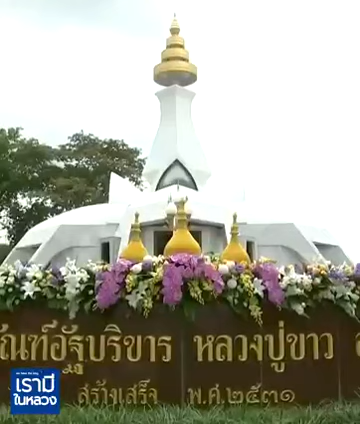 ัณฑ์อัฐบริขาร หลวงปู่ขาว
สร้างเสร็จ พ.ศ.๒๕๓๑
เรามี
ในหลวง